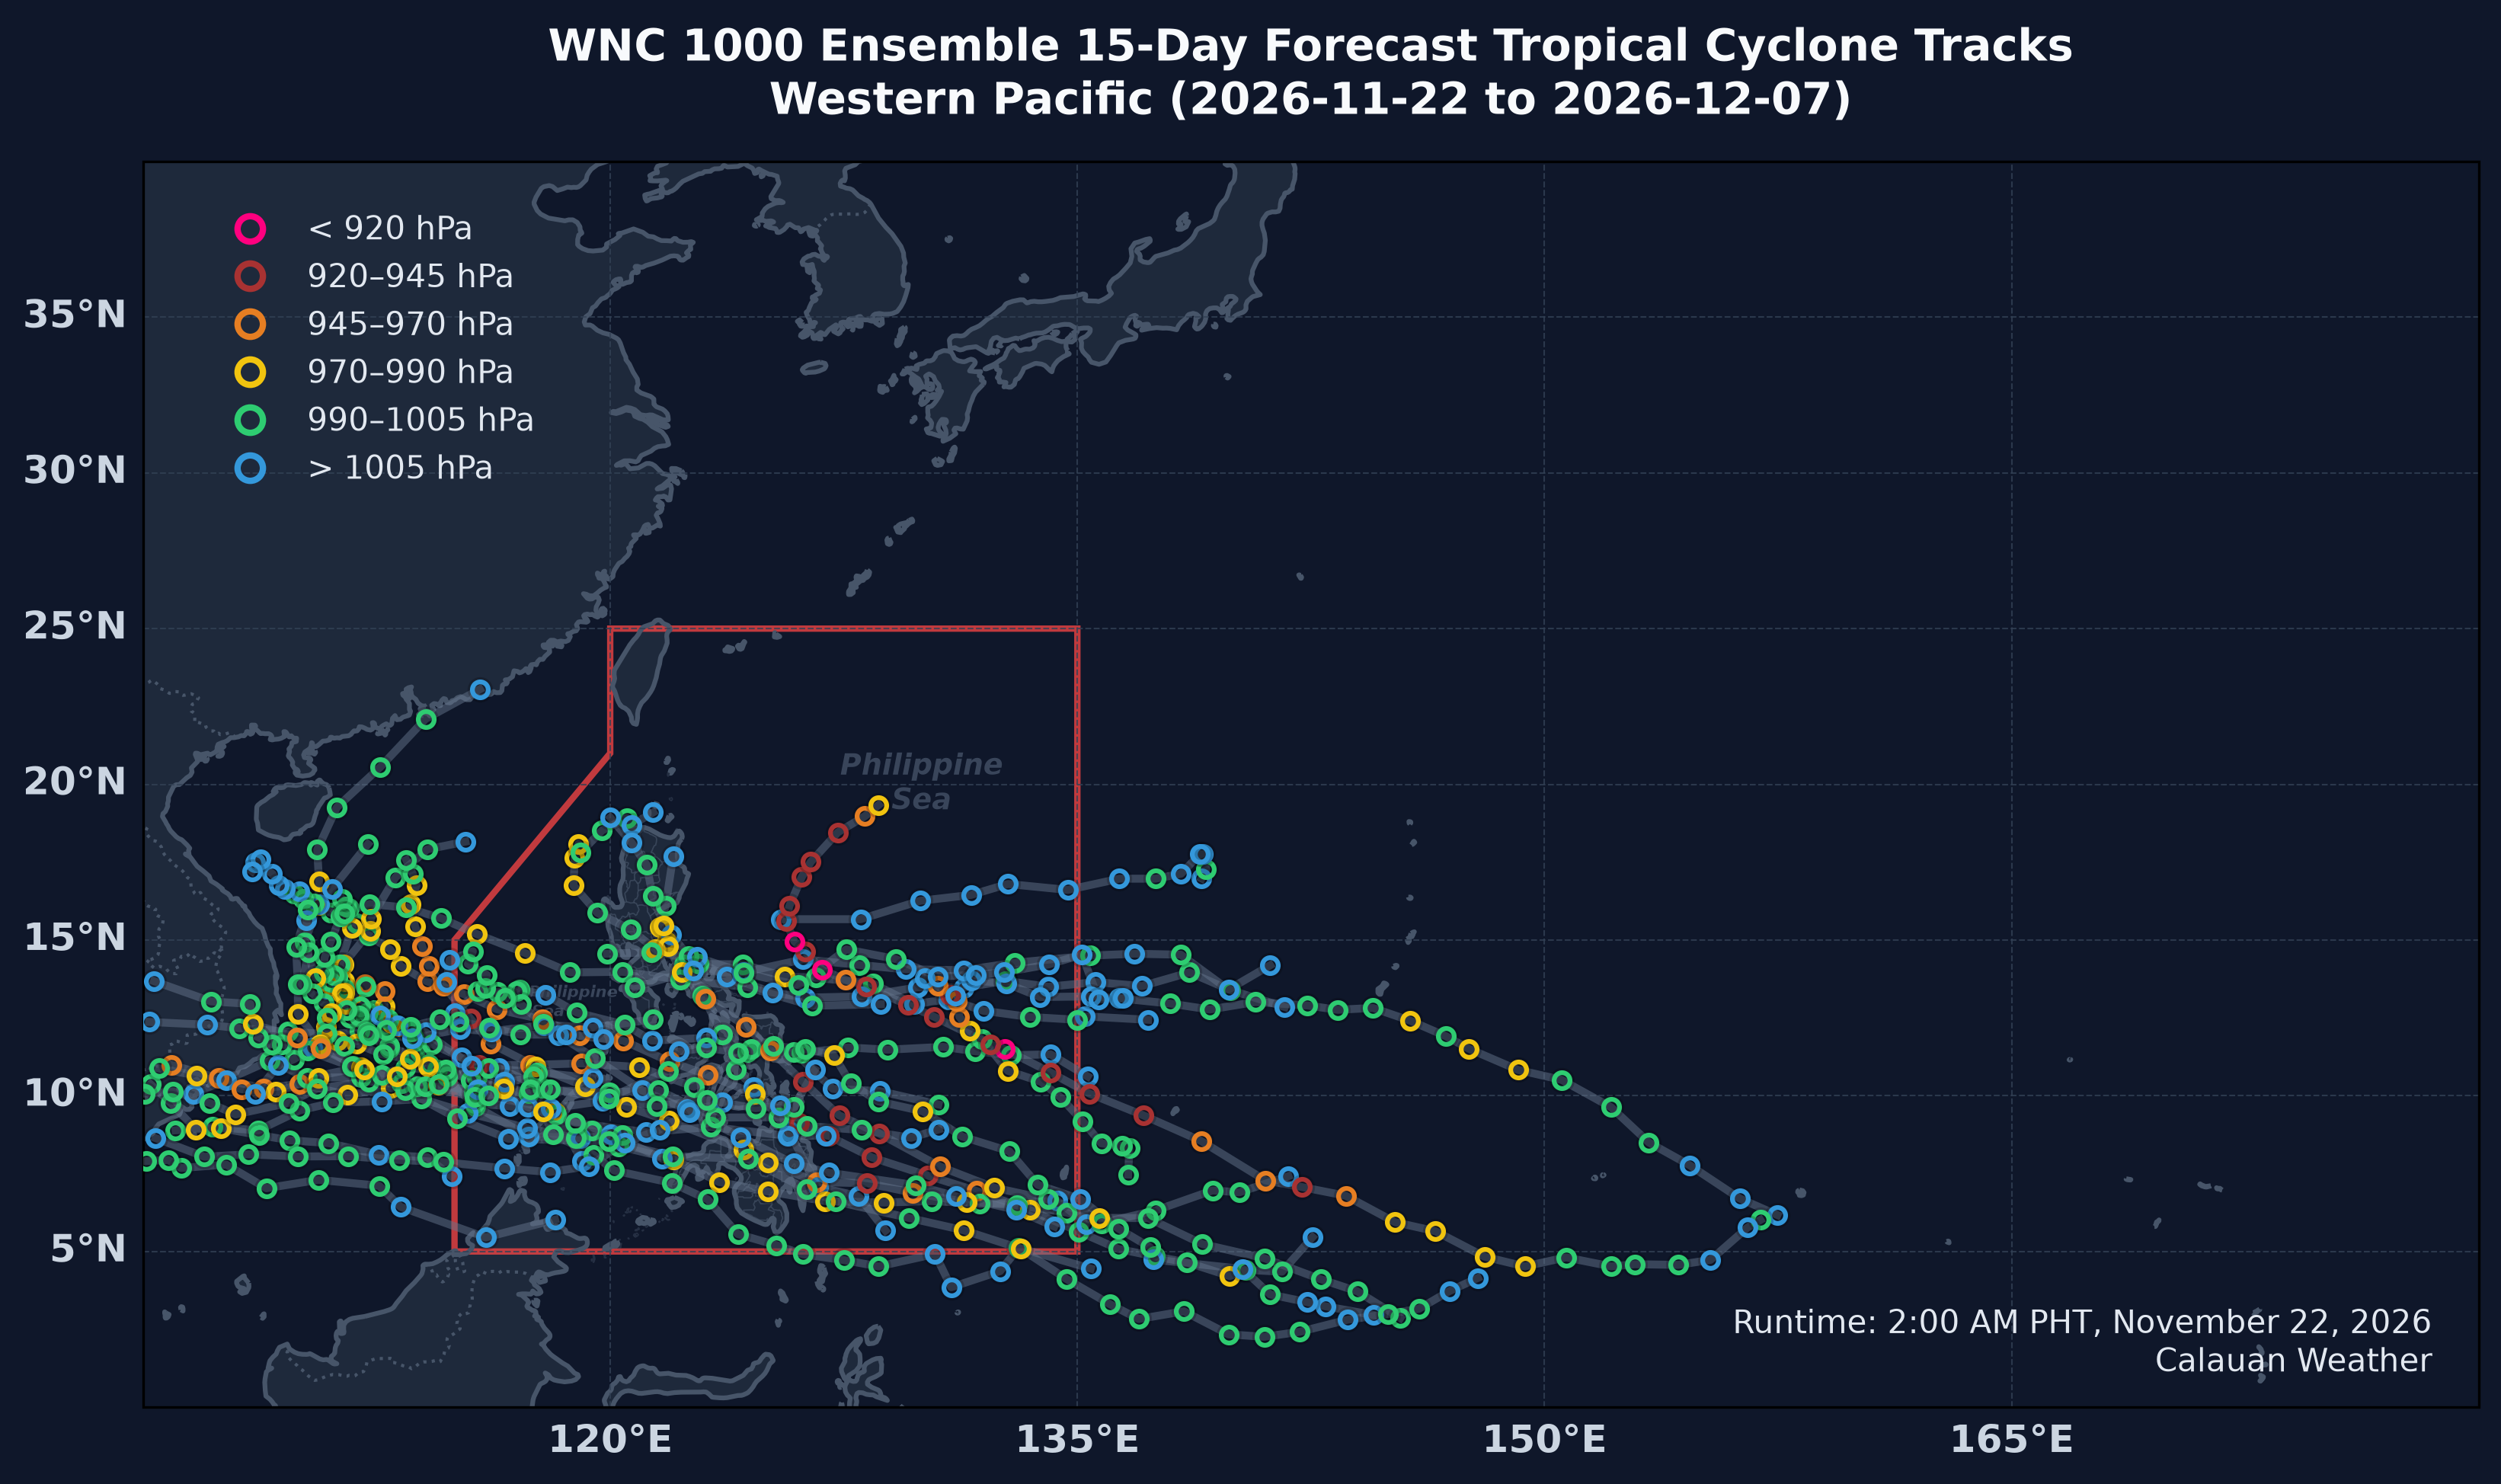 WNC 1000 Ensemble 15-Day Forecast Tropical Cyclone Tracks
Western Pacific (2026-11-22 to 2026-12-07)
< 920 hPa
920–945 hPa
945–970 hPa
970–990 hPa
990–1005 hPa
> 1005 hPa
35°N
30°N
25°N
20°N
15°N
10°N
5°N
Philippine
Sea
Philippine
Runtime: 2:00 AM PHT, November 22, 2026
Calauan Weather
120°E
135°E
150°E
165°E